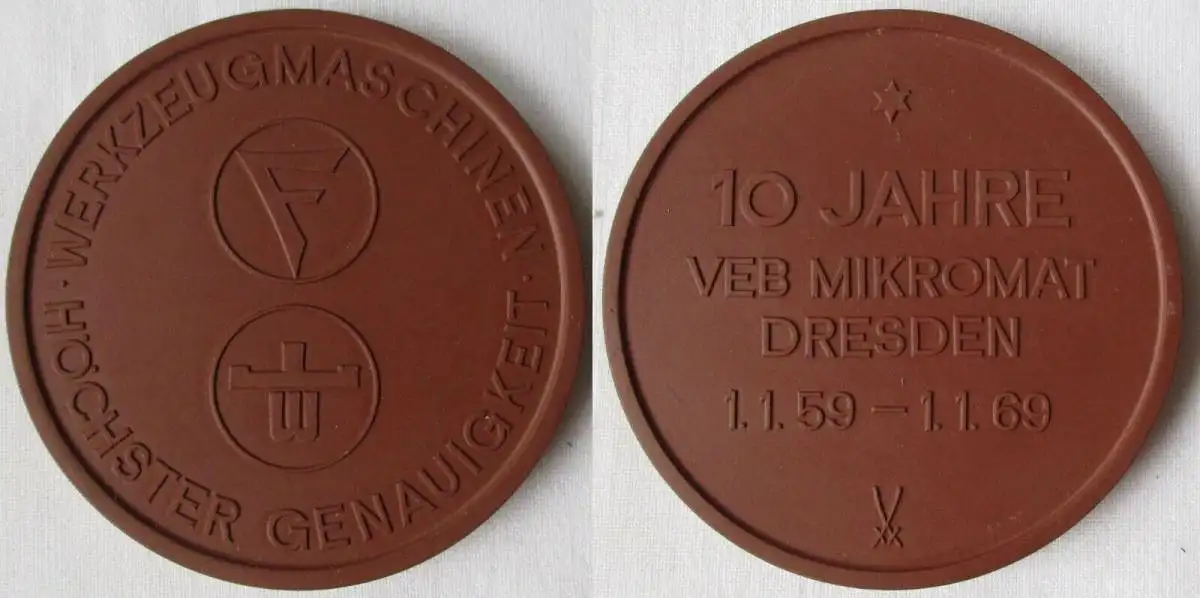 WERKZEUGMASCHINEN ·
HÖCHSTER GENAUIGKEIT ·
10 JAHRE
VEB MIKROMAT
DRESDEN
1.1.59 – 1.1.69